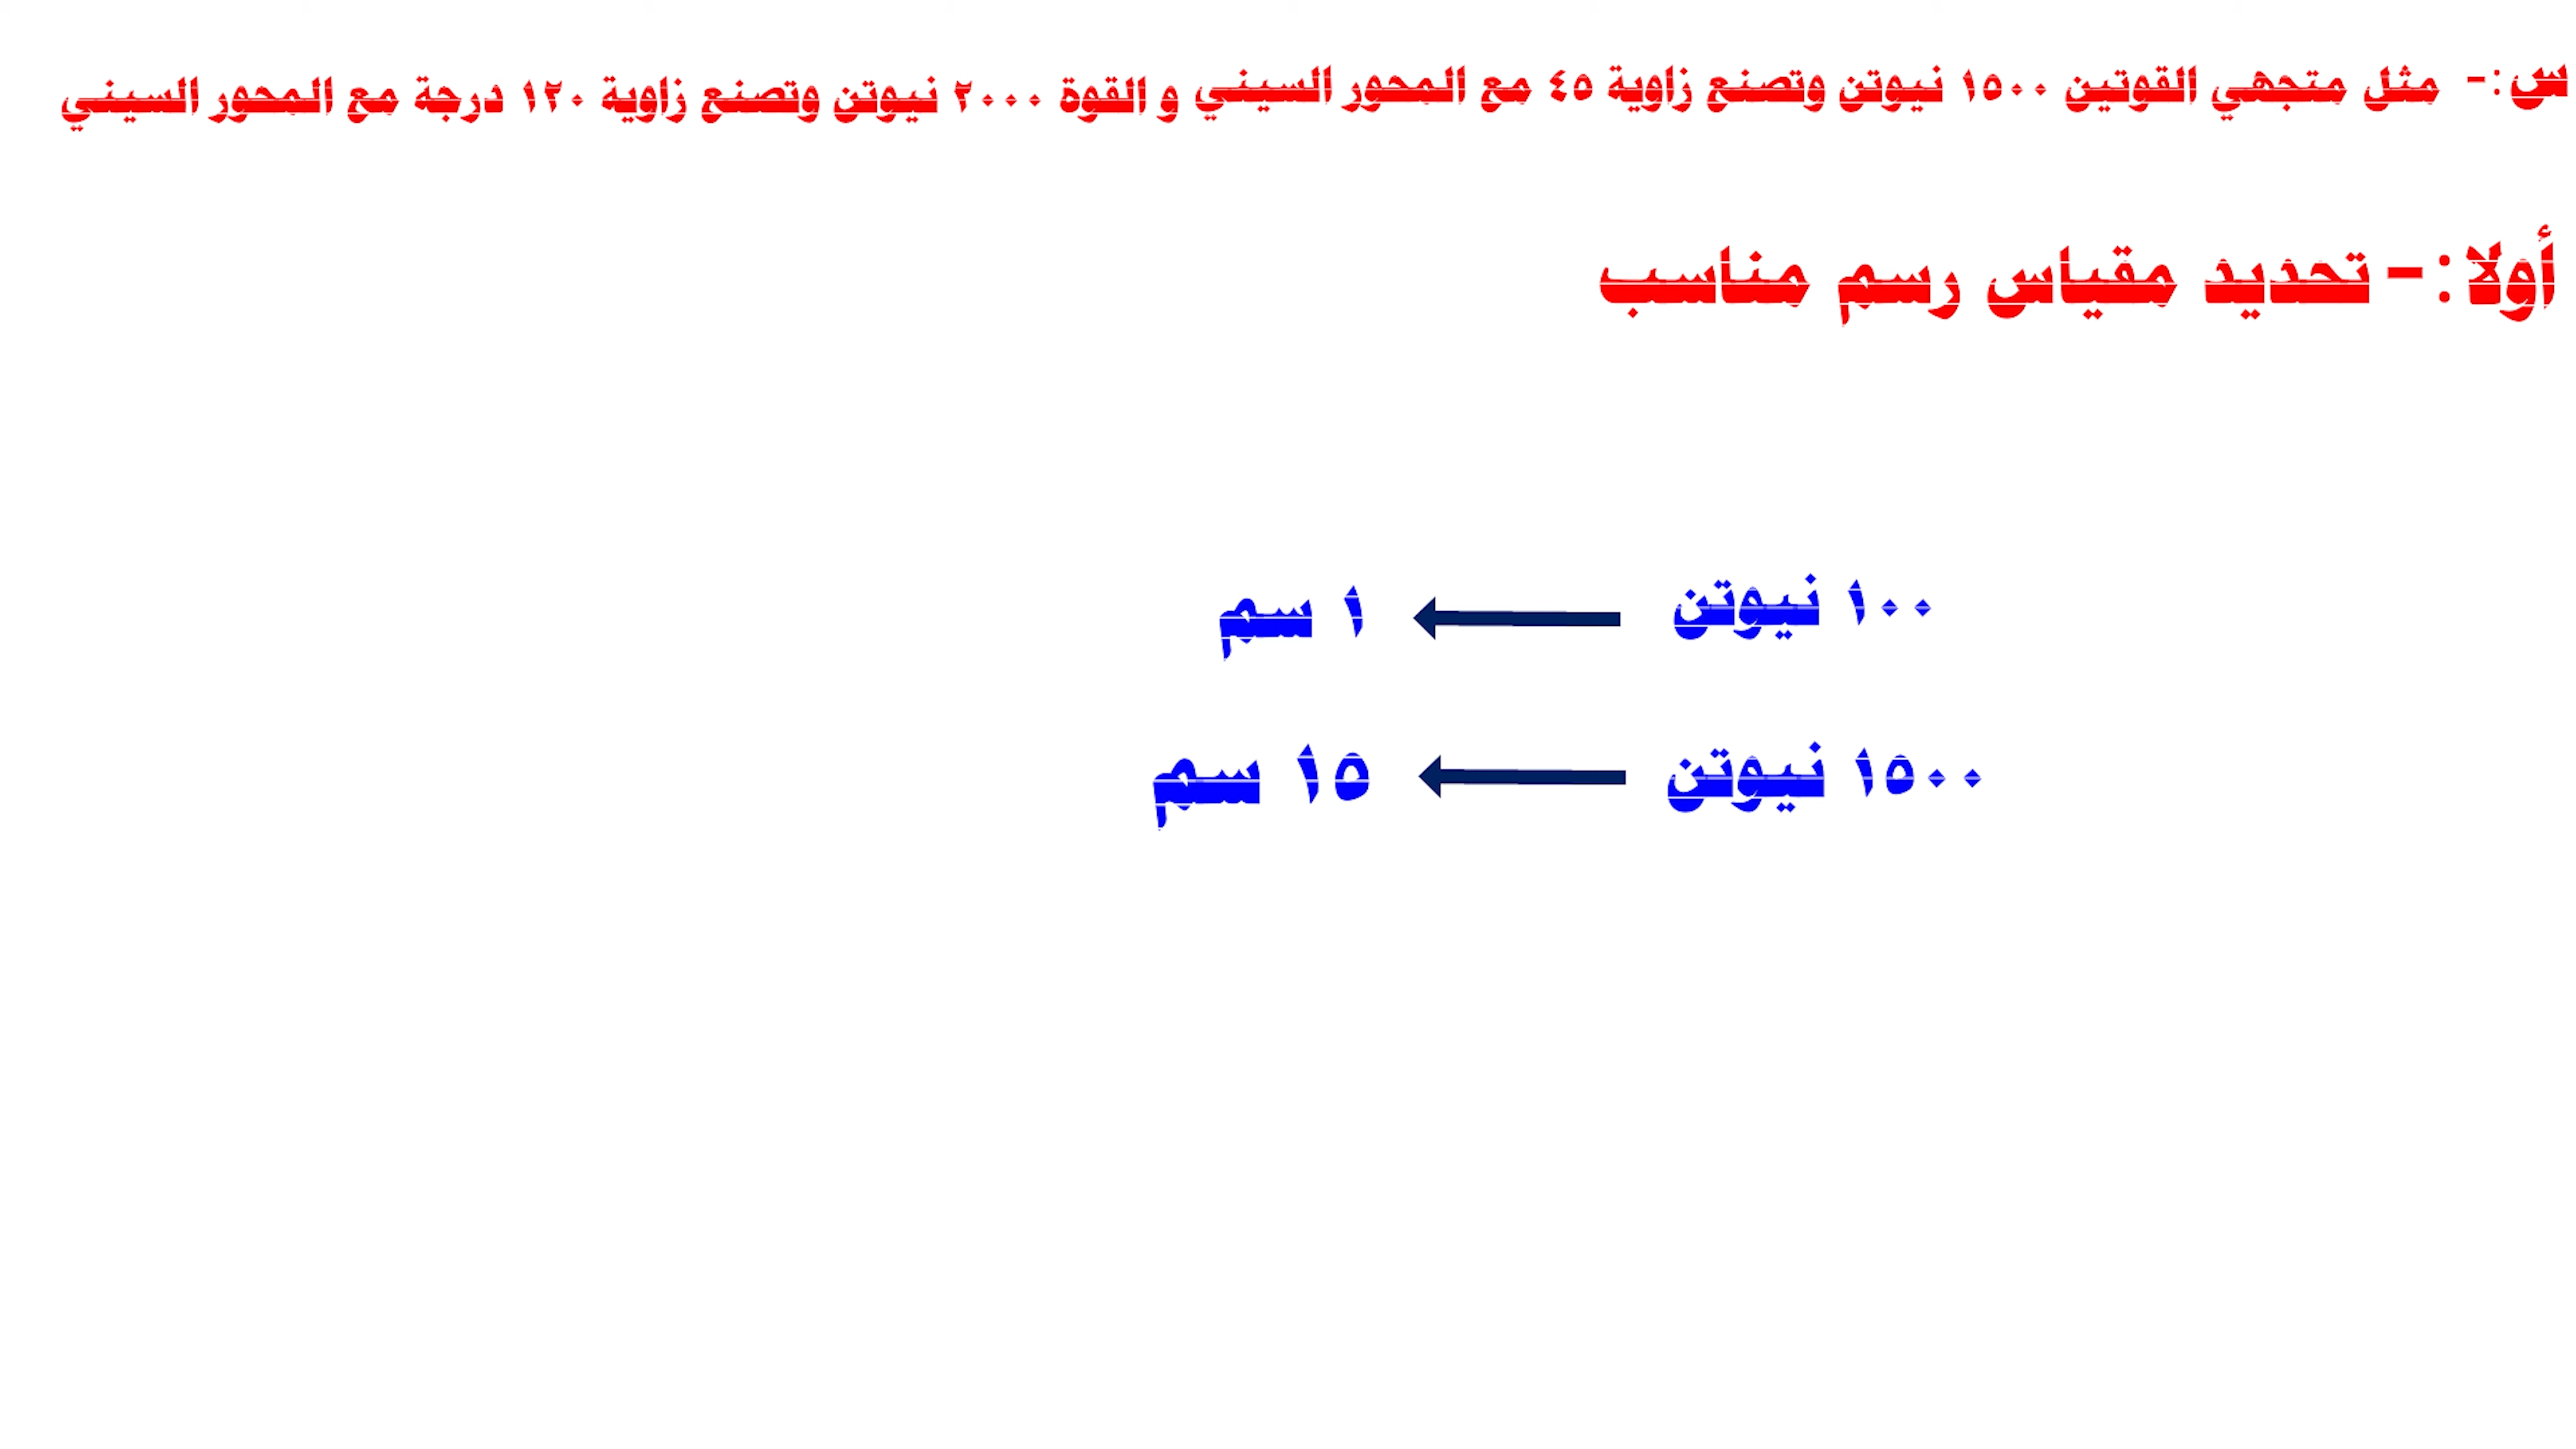 س :- مثل متجهي القوتين ١٥٠٠ نيوتن وتصنع زاوية ٤٥ مع المحور السيني و القوة ٢٠٠٠ نيوتن وتصنع زاوية ١٢٠ درجة مع المحور السيني
أولا :- تحديد مقياس رسم مناسب
١٠٠ نيوتن ١ سم
١٥٠٠ نيوتن ١٥ سم